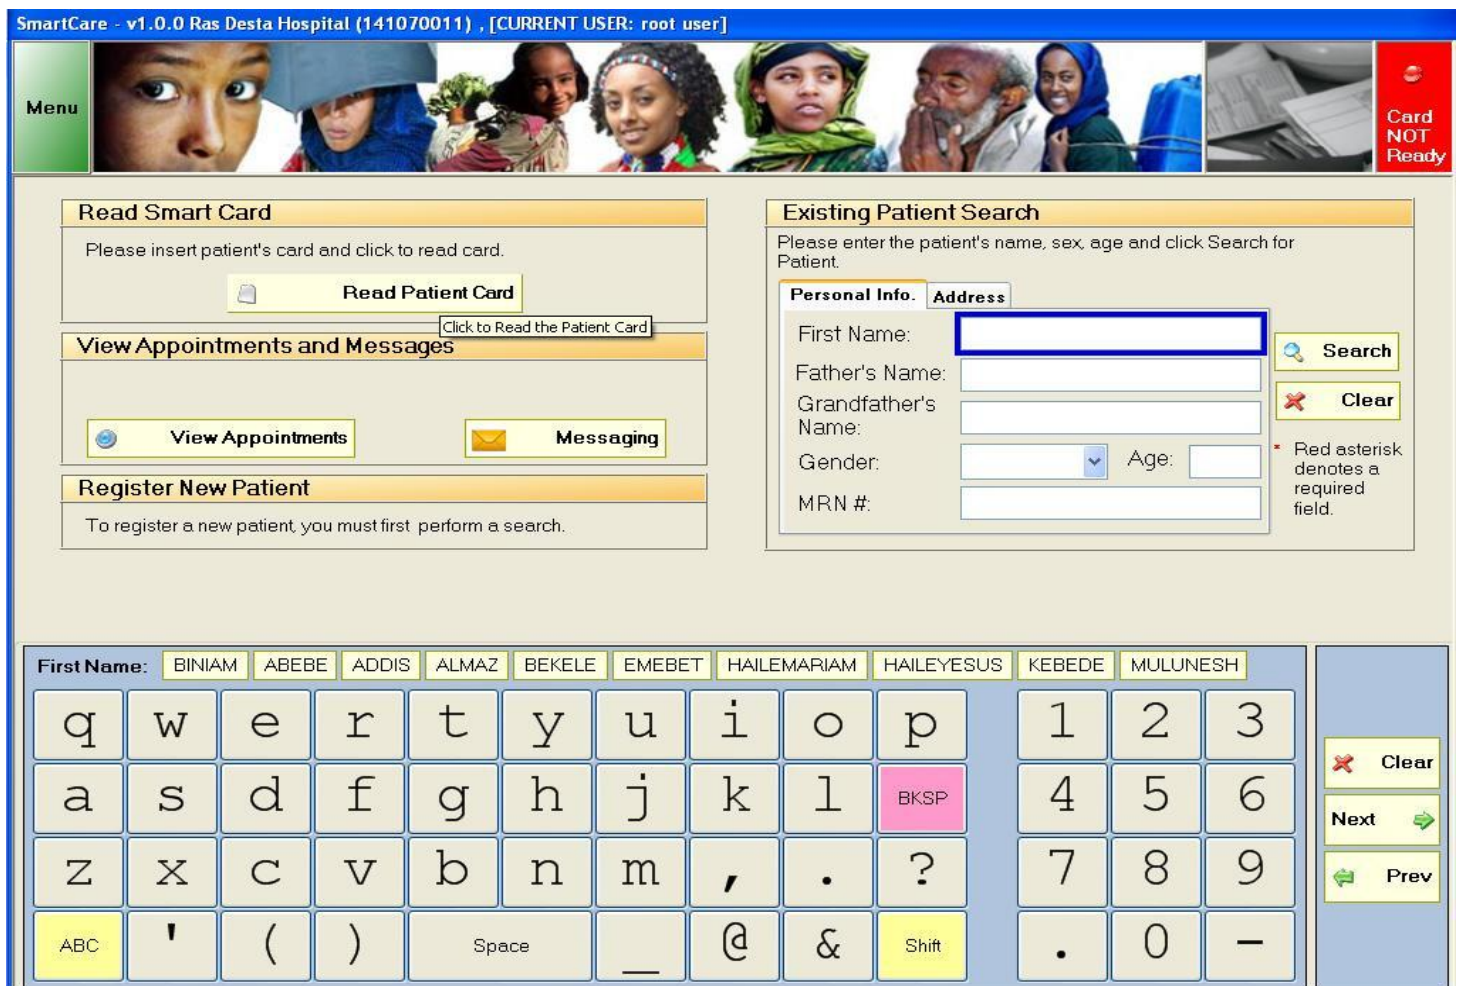 SmartCare - v1.0.0 Ras Desta Hospital (141070011) , [CURRENT USER: root user]
Menu
Card
NOT
Ready
Read Smart Card
Please insert patient's card and click to read card.
Read Patient Card
Click to Read the Patient Card
View Appointments and Messages
View Appointments
Messaging
Register New Patient
To register a new patient, you must first perform a search.
Existing Patient Search
Please enter the patient's name, sex, age and click Search for
Patient.
Personal Info. Address
First Name:
Father's Name:
Grandfather's
Name:
Gender: Age:
MRN #:
Search
Clear
* Red asterisk
denotes a
required
field.
First Name: BINIAM ABEBE ADDIS ALMAZ BEKELE EMEBET HAILEMARIAM HAILEYESUS KEBEDE MULUNESH
q w e r t y u i o p 1 2 3
a s d f g h j k l BKSP 4 5 6
z x c v b n m , . ? 7 8 9
ABC ' ( ) Space _ @ & Shift . 0 -
Clear
Next
Prev